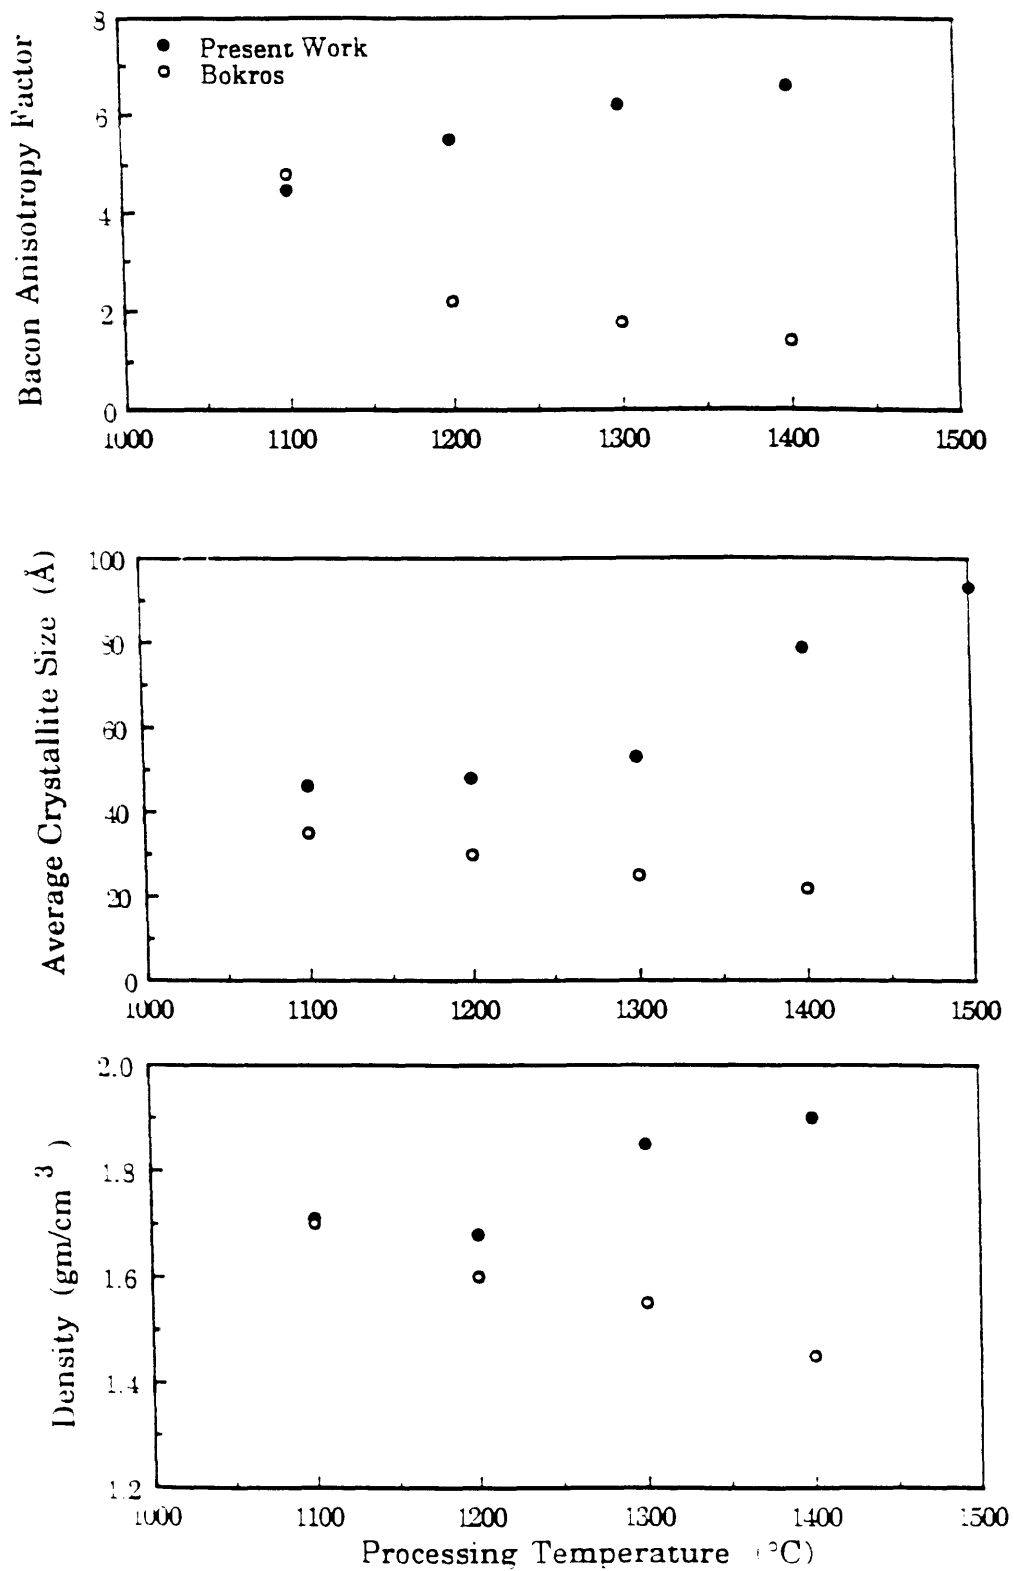 Bacon Anisotropy Factor
8
6
4
2
0
● Present Work
○ Bokros
1000 1100 1200 1300 1400 1500
Average Crystallite Size (Å)
100
80
60
40
20
0
1000 1100 1200 1300 1400 1500
Density (gm/cm³)
2.0
1.8
1.6
1.4
1.2
1000 1100 1200 1300 1400 1500
Processing Temperature (°C)